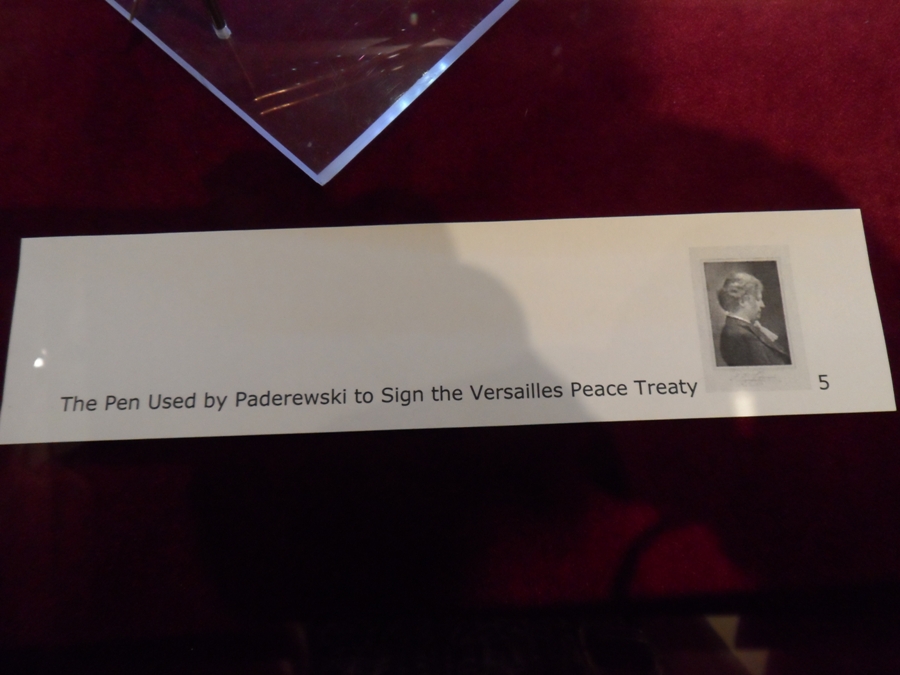 The Pen Used by Paderewski to Sign the Versailles Peace Treaty
5